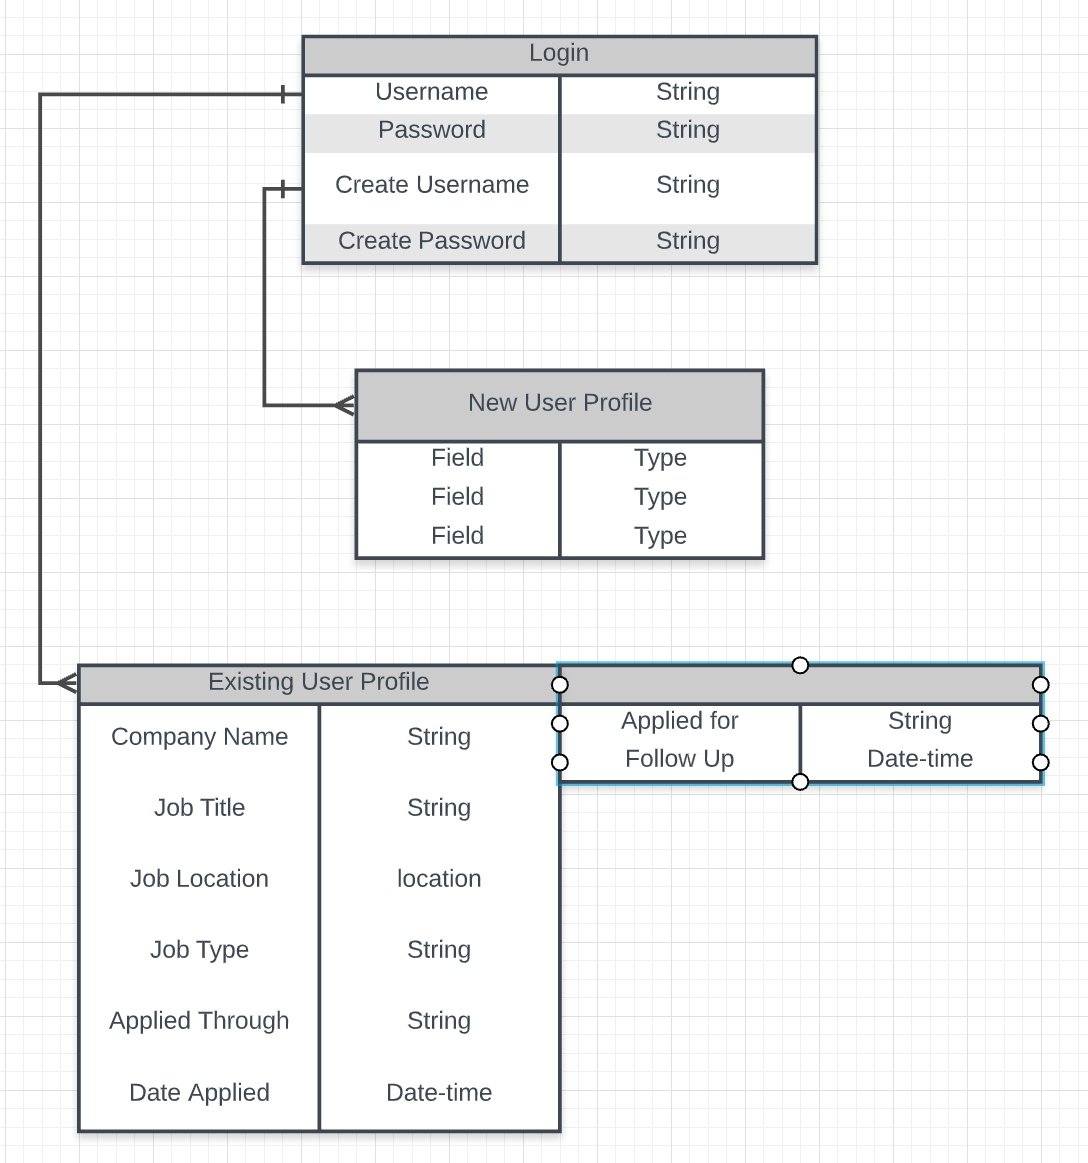 Login
Username String
Password String
Create Username String
Create Password String
New User Profile
Field Type
Field Type
Field Type
Existing User Profile
Company Name String
Job Title String
Job Location location
Job Type String
Applied Through String
Date Applied Date-time
Applied for String
Follow Up Date-time